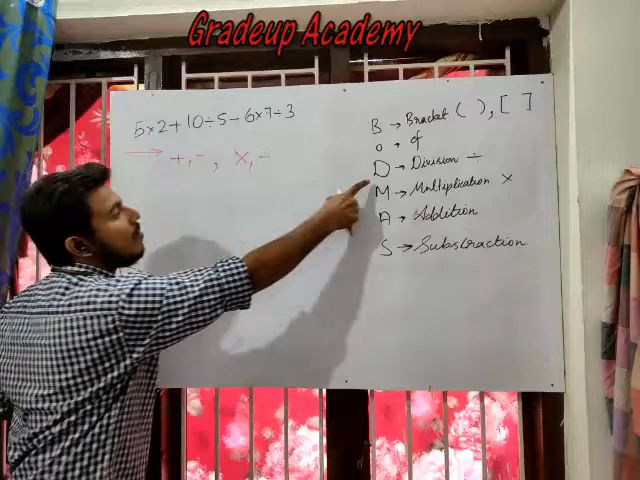 Gradeup Academy
5×2+10÷5-6×7÷3
→ +,-, ×,÷
B → Bracket ( ), [ ]
O → of
D → Division ÷
M → Multiplication ×
A → Addition
S → Substraction